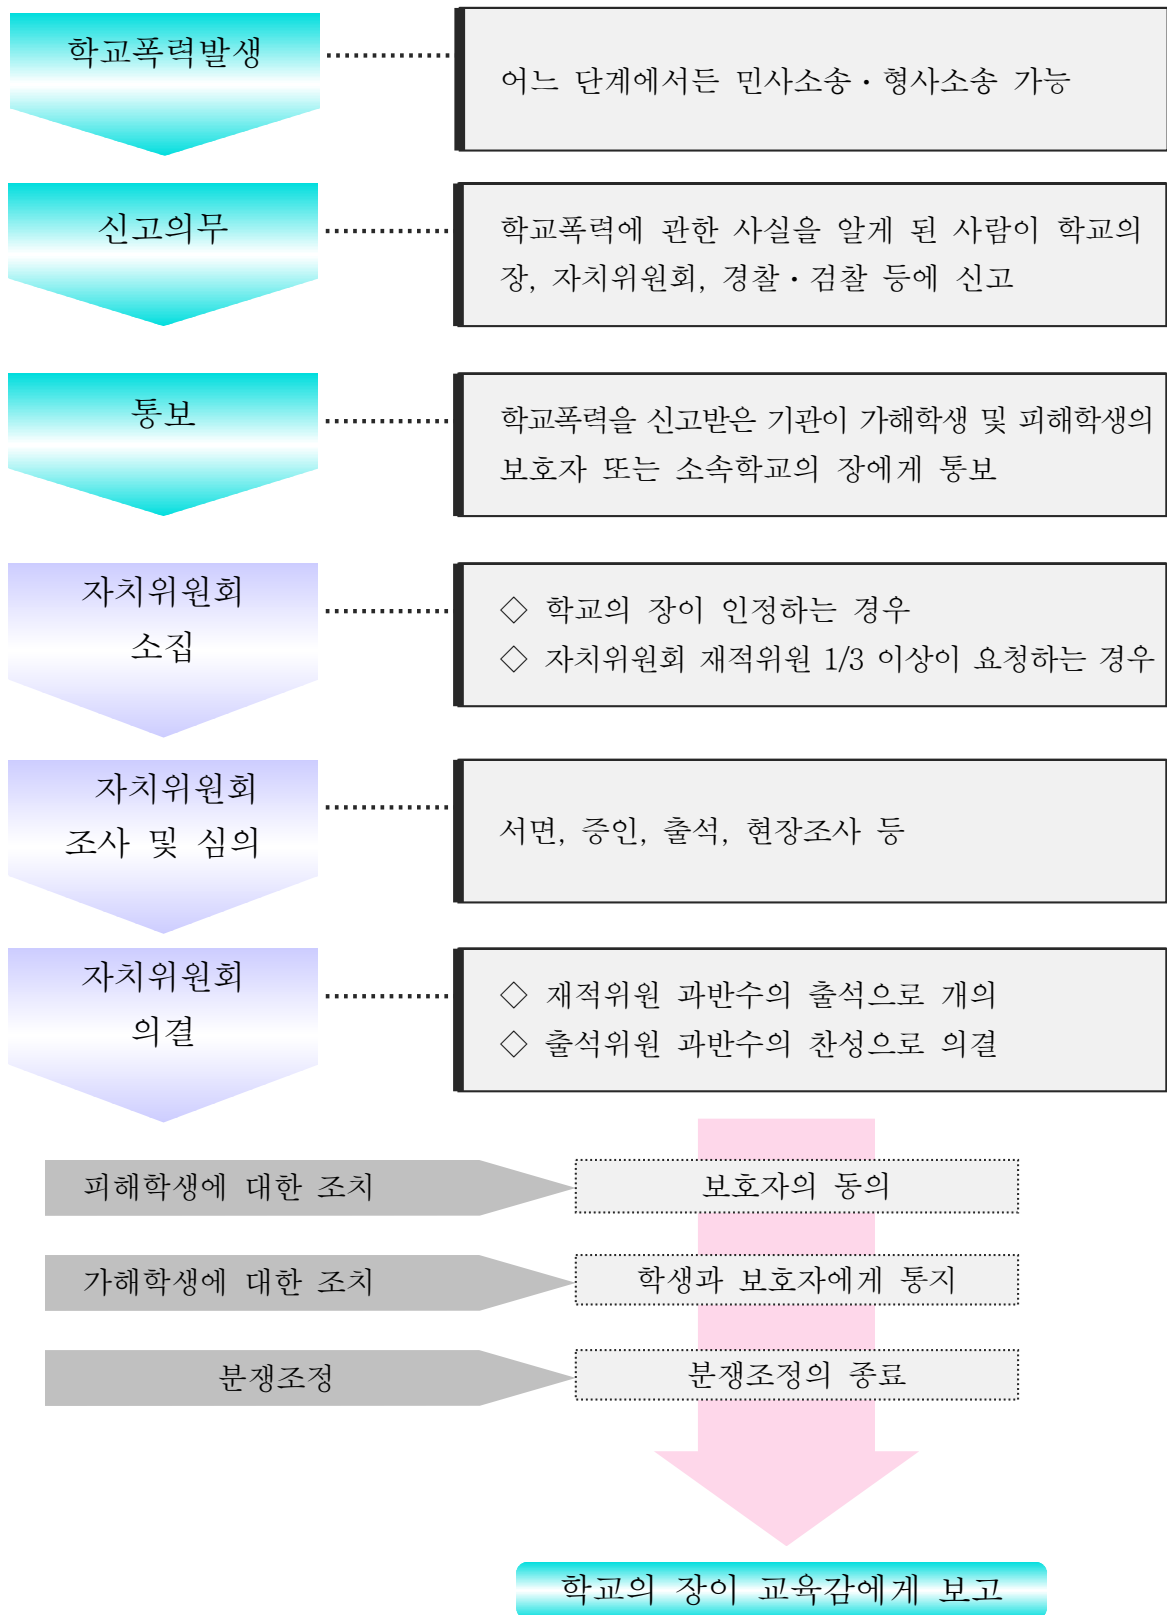 학교폭력발생
어느 단계에서든 민사소송·형사소송 가능
신고의무
학교폭력에 관한 사실을 알게 된 사람이 학교의
장, 자치위원회, 경찰·검찰 등에 신고
통보
학교폭력을 신고받은 기관이 가해학생 및 피해학생의
보호자 또는 소속학교의 장에게 통보
자치위원회
소집
◇ 학교의 장이 인정하는 경우
◇ 자치위원회 재적위원 1/3 이상이 요청하는 경우
자치위원회
조사 및 심의
서면, 증인, 출석, 현장조사 등
자치위원회
의결
◇ 재적위원 과반수의 출석으로 개의
◇ 출석위원 과반수의 찬성으로 의결
피해학생에 대한 조치
보호자의 동의
가해학생에 대한 조치
학생과 보호자에게 통지
분쟁조정
분쟁조정의 종료
학교의 장이 교육감에게 보고